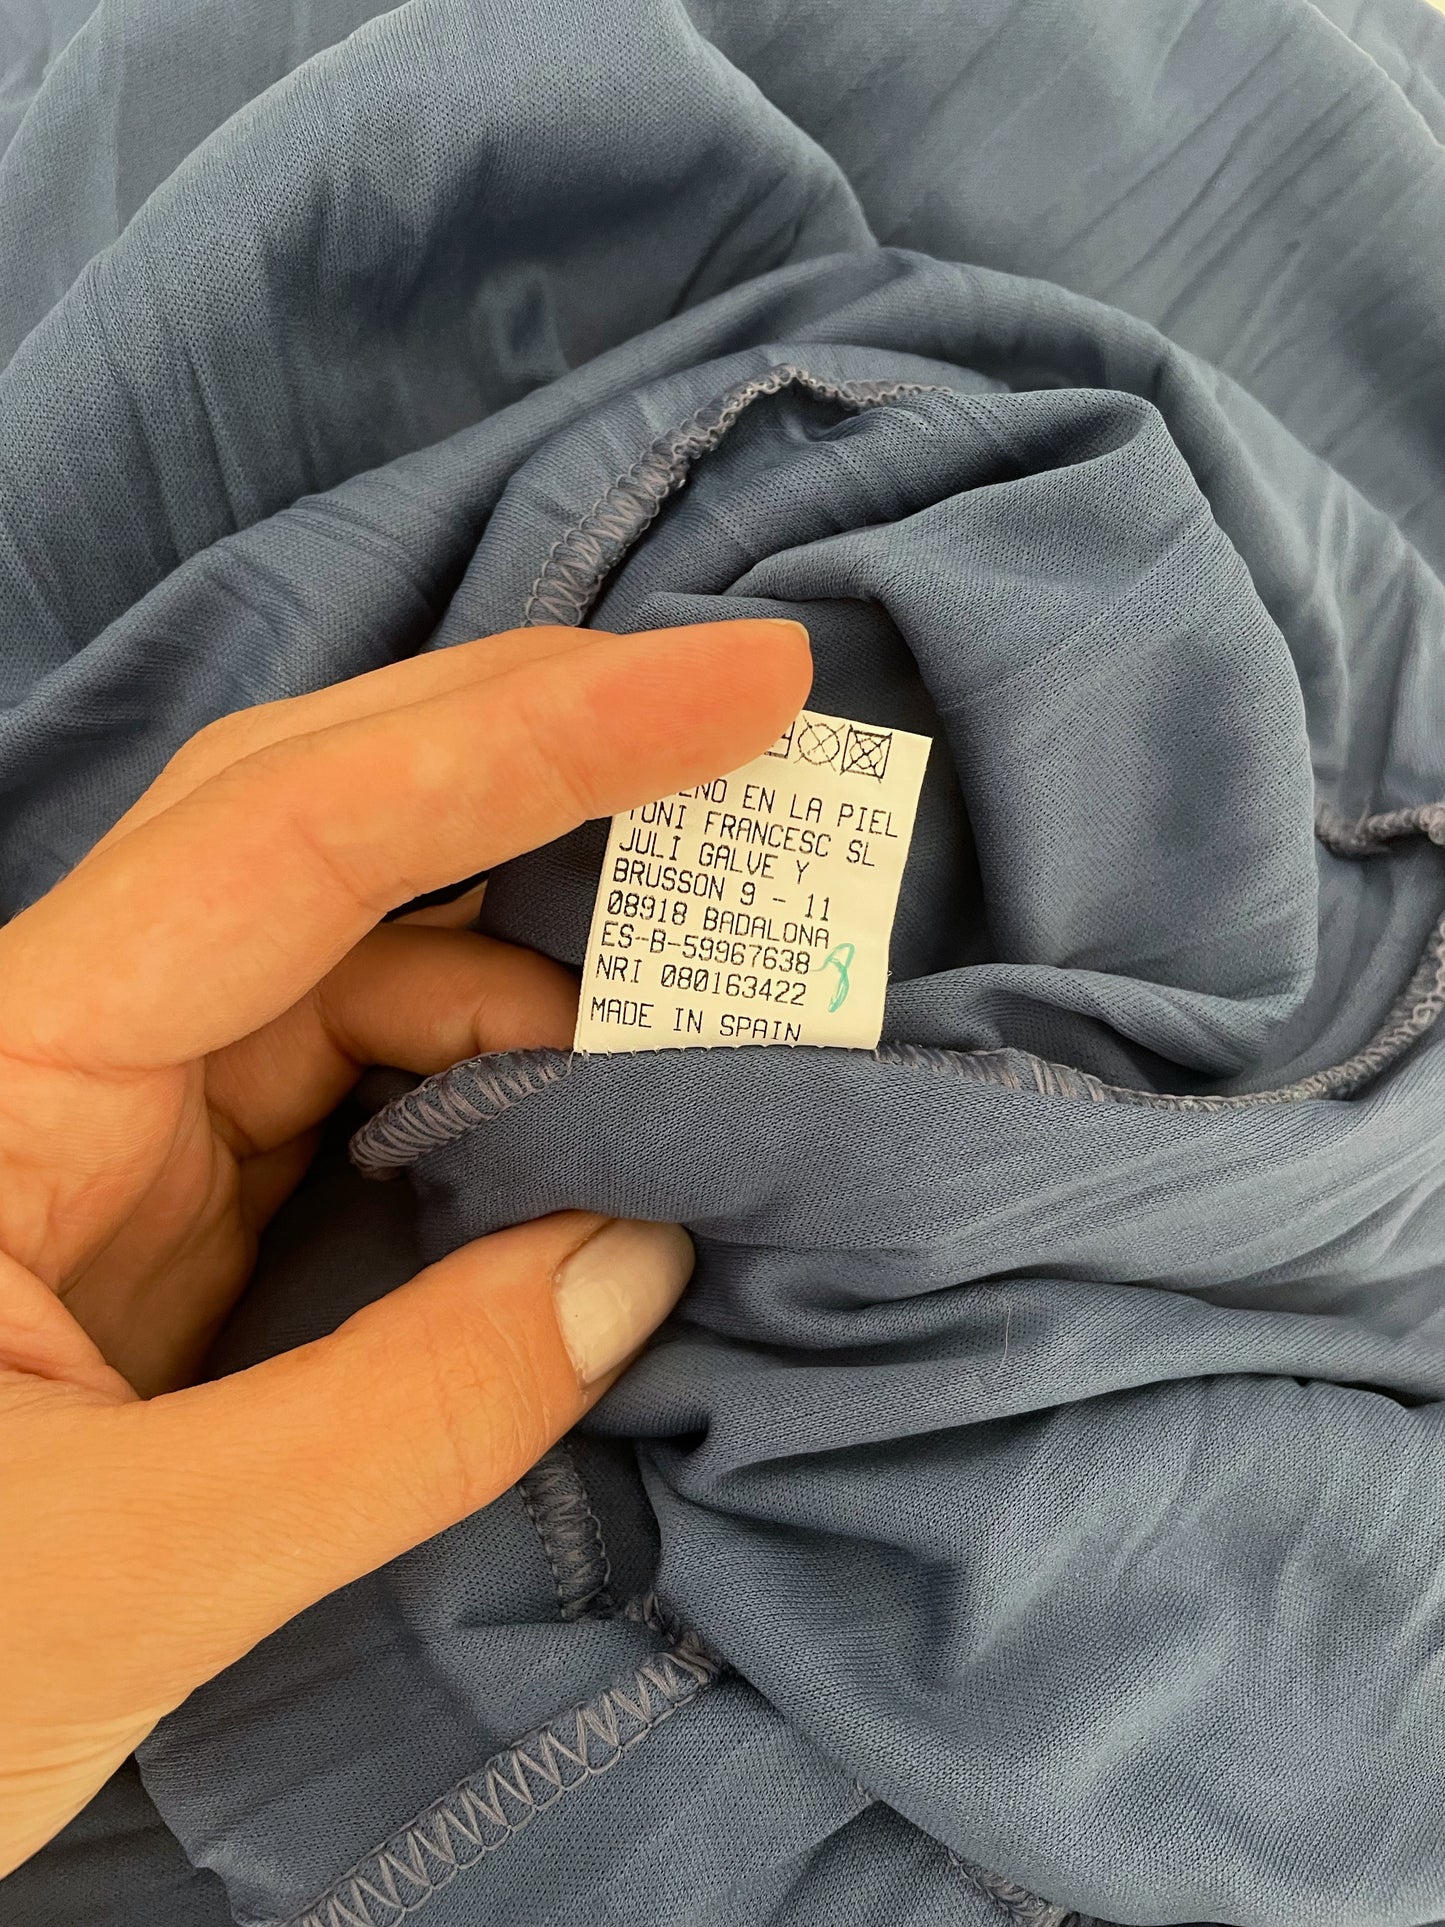 EN LA PIEL
TONI FRANCESC SL
JULI GALVE Y
BRUSSON 9 - 11
08918 BADALONA
ES-B-59967638
NRI 080163422
MADE IN SPAIN